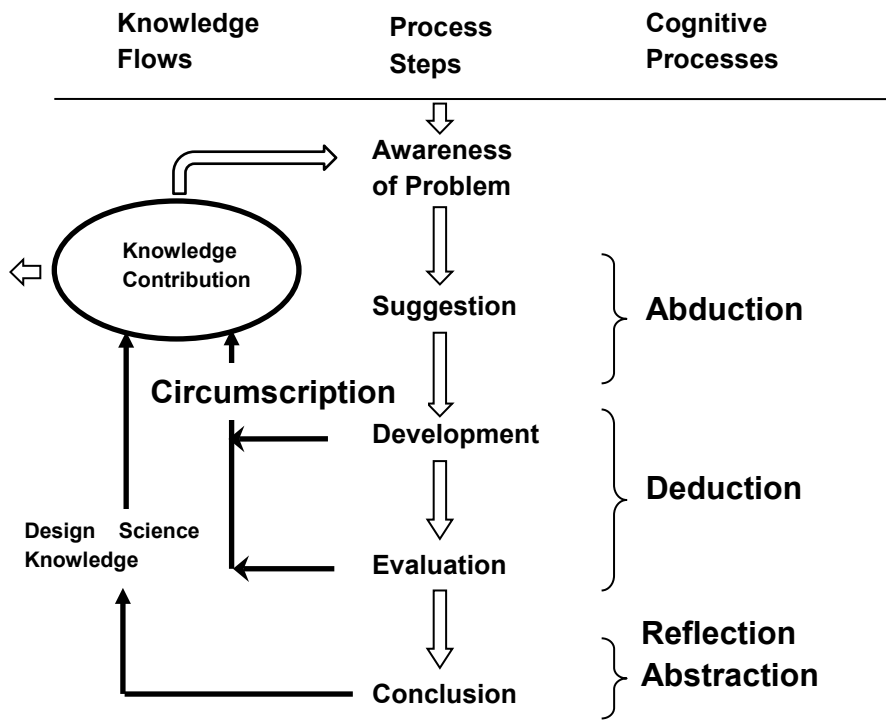 Knowledge
Flows
Process
Steps
Cognitive
Processes
Awareness
of Problem
Knowledge
Contribution
Suggestion
Abduction
Circumscription
Development
Deduction
Design Science
Knowledge
Evaluation
Reflection
Abstraction
Conclusion